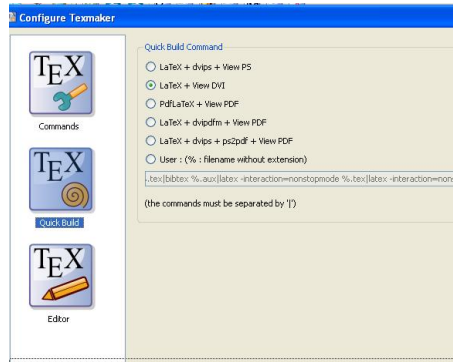 Configure Texmaker
Quick Build Command
TEX
LaTeX + dvips + View PS
LaTeX + View DVI
PdfLaTeX + View PDF
Commands
LaTeX + dvipdfm + View PDF
LaTeX + dvips + ps2pdf + View PDF
TEX
User : (% : filename without extension)
.tex|bibtex %.aux|latex -interaction=nonstopmode %.tex|latex -interaction=nons
(the commands must be separated by '|')
Quick Build
TEX
Editor